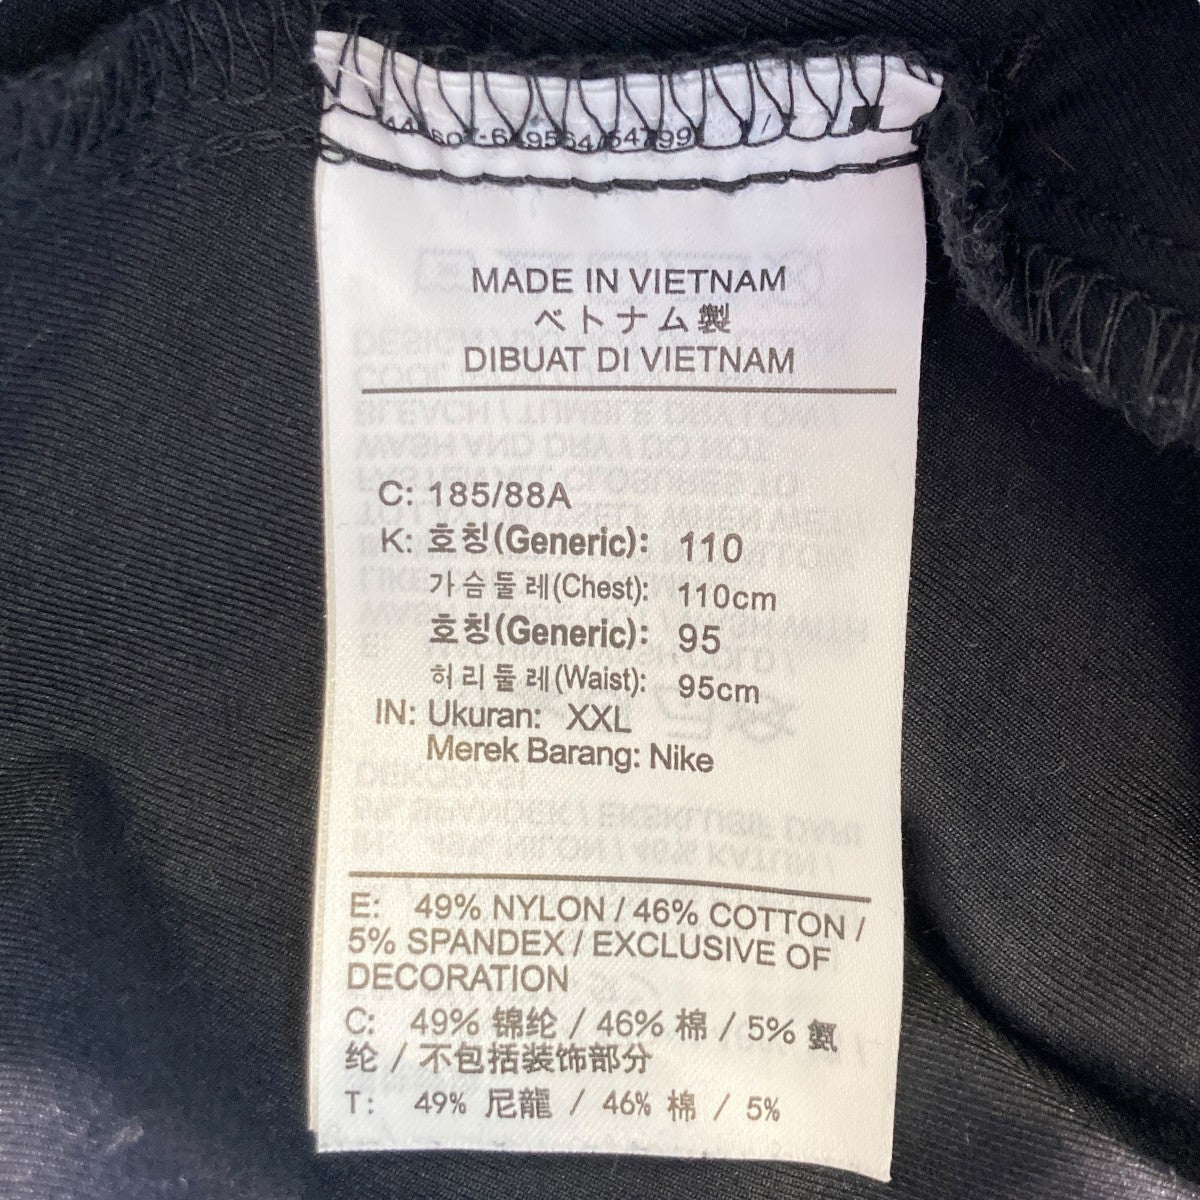 MADE IN VIETNAM
ベトナム製
DIBUAT DI VIETNAM
C: 185/88A
K: 호칭(Generic): 110
가슴둘레(Chest): 110cm
호칭(Generic): 95
허리둘레(Waist): 95cm
IN: Ukuran: XXL
Merek Barang: Nike
E: 49% NYLON / 46% COTTON /
5% SPANDEX / EXCLUSIVE OF
DECORATION
C: 49% 锦纶 / 46% 棉 / 5% 氨
纶 / 不包括装饰部分
T: 49% 尼龍 / 46% 棉 / 5%